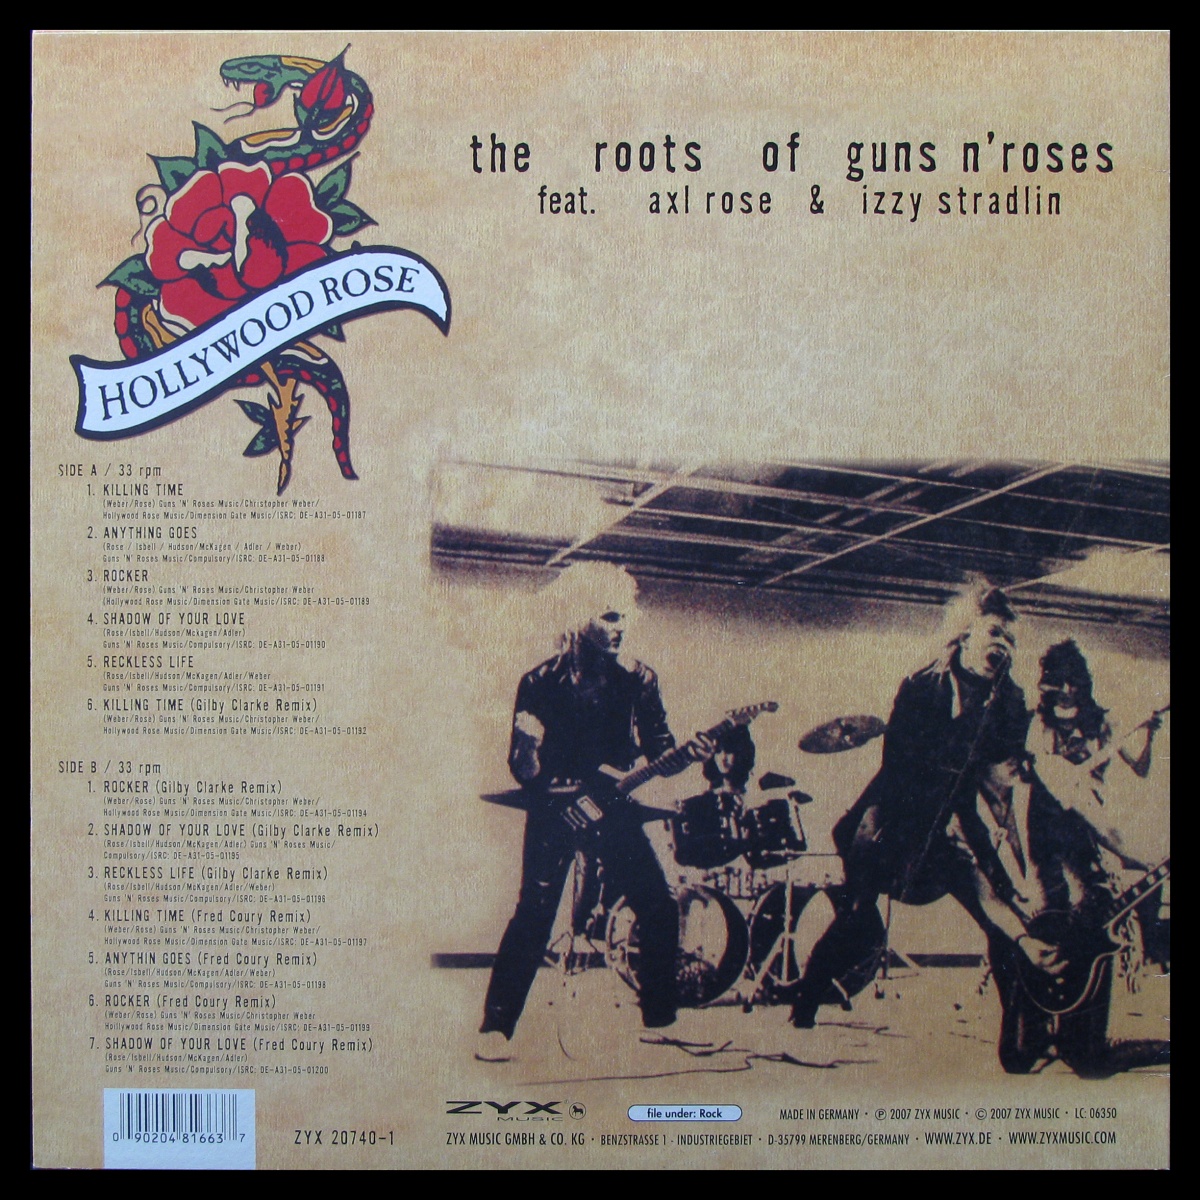 the roots of guns n'roses
feat. axl rose & izzy stradlin
HOLLYWOOD ROSE
SIDE A / 33 rpm
1. KILLING TIME
(Weber/Rose) Guns 'N' Roses Music/Christopher Weber/
Hollywood Rose Music/Dimension Gate Music/ISRC: DE-A31-05-01187
2. ANYTHING GOES
(Rose / Isbell / Hudson/McKagen / Adler / Weber)
Guns 'N' Roses Music/Compulsory/ISRC: DE-A31-05-01188
3. ROCKER
(Weber/Rose) Guns 'N' Roses Music/Christopher Weber
(Hollywood Rose Music/Dimension Gate Music/ISRC: DE-A31-05-01189
4. SHADOW OF YOUR LOVE
(Rose/Isbell/Hudson/Mckagen/Adler)
Guns 'N' Roses Music/Compulsory/ISRC: DE-A31-05-01190
5. RECKLESS LIFE
(Rose/Isbell/Hudson/McKagen/Adler/Weber
Guns 'N' Roses Music/Compulsory/ISRC: DE-A31-05-01191
6. KILLING TIME (Gilby Clarke Remix)
(Weber/Rose) Guns 'N' Roses Music/Christopher Weber/
Hollywood Rose Music/Dimension Gate Music/ISRC: DE-A31-05-01192
SIDE B / 33 rpm
1. ROCKER (Gilby Clarke Remix)
(Weber/Rose) Guns 'N' Roses Music/Christopher Weber/
Hollywood Rose Music/Dimension Gate Music/ISRC: DE-A31-05-01194
2. SHADOW OF YOUR LOVE (Gilby Clarke Remix)
(Rose/Isbell/Hudson/McKagen/Adler) Guns 'N' Roses Music/
Compulsory/ISRC: DE-A31-05-01195
3. RECKLESS LIFE (Gilby Clarke Remix)
(Rose/Isbell/Hudson/McKagen/Adler/Weber)
Guns 'N' Roses Music/Compulsory/ISRC: DE-A31-05-01196
4. KILLING TIME (Fred Coury Remix)
(Weber/Rose) Guns 'N' Roses Music/Christopher Weber/
Hollywood Rose Music/Dimension Gate Music/ISRC: DE-A31-05-01197
5. ANYTHIN GOES (Fred Coury Remix)
(Rose/Isbell/Hudson/McKagen/Adler/Weber)
Guns 'N' Roses Music/Compulsory/ISRC: DE-A31-05-01198
6. ROCKER (Fred Coury Remix)
(Weber/Rose) Guns 'N' Roses Music/Christopher Weber
Hollywood Rose Music/Dimension Gate Music/ISRC: DE-A31-05-01199
7. SHADOW OF YOUR LOVE (Fred Coury Remix)
(Rose/Isbell/Hudson/McKagen/Adler)
Guns 'N' Roses Music/Compulsory/ISRC: DE-A31-05-01200
0 90204 81663 7
ZYX 20740-1
ZYX MUSIC
file under: Rock
MADE IN GERMANY · ℗ 2007 ZYX MUSIC · © 2007 ZYX MUSIC · LC: 06350
ZYX MUSIC GMBH & CO. KG · BENZSTRASSE 1 - INDUSTRIEGEBIET · D-35799 MERENBERG/GERMANY · WWW.ZYX.DE · WWW.ZYXMUSIC.COM